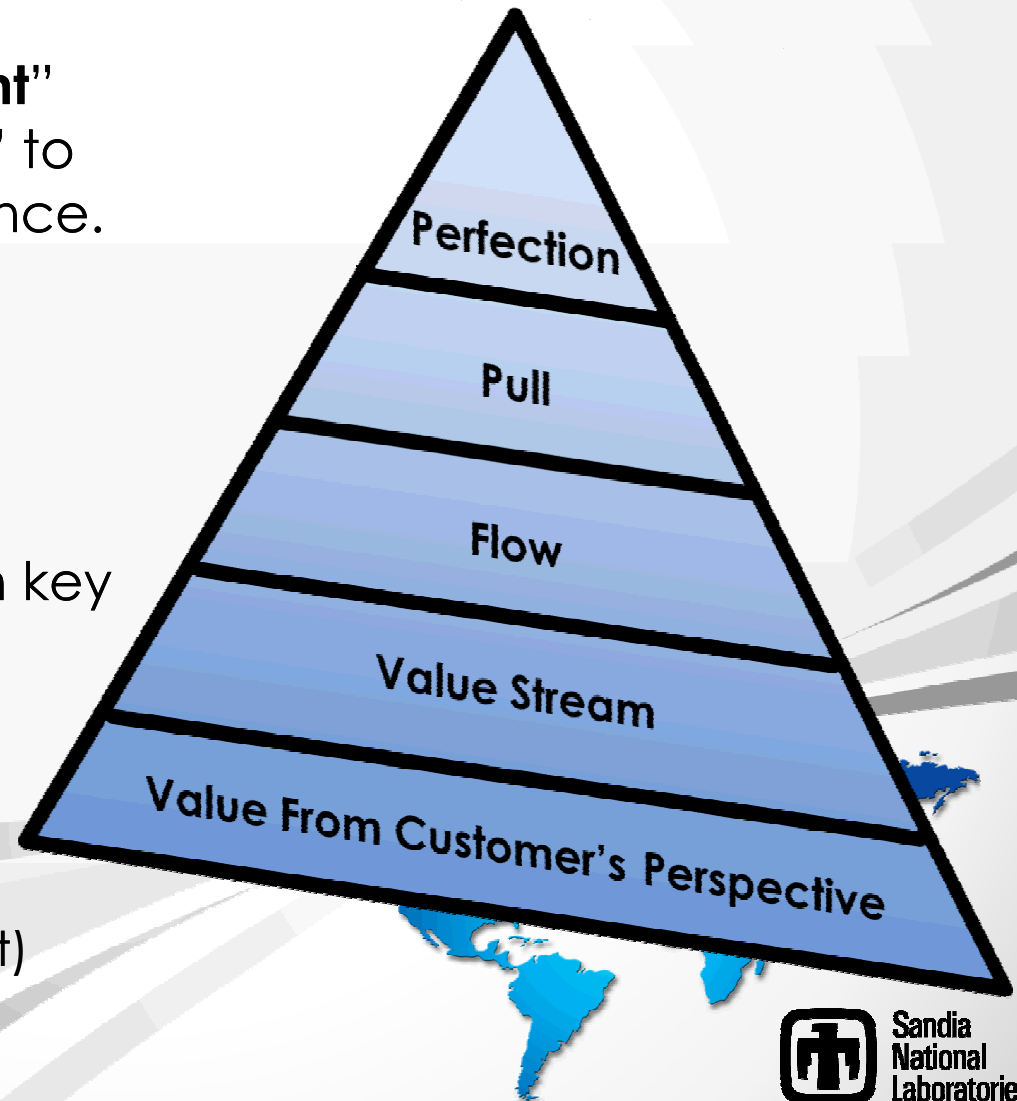 nt”
” to
nce.
key
t)
Perfection
Pull
Flow
Value Stream
Value From Customer’s Perspective
Sandia
National
Laboratorie